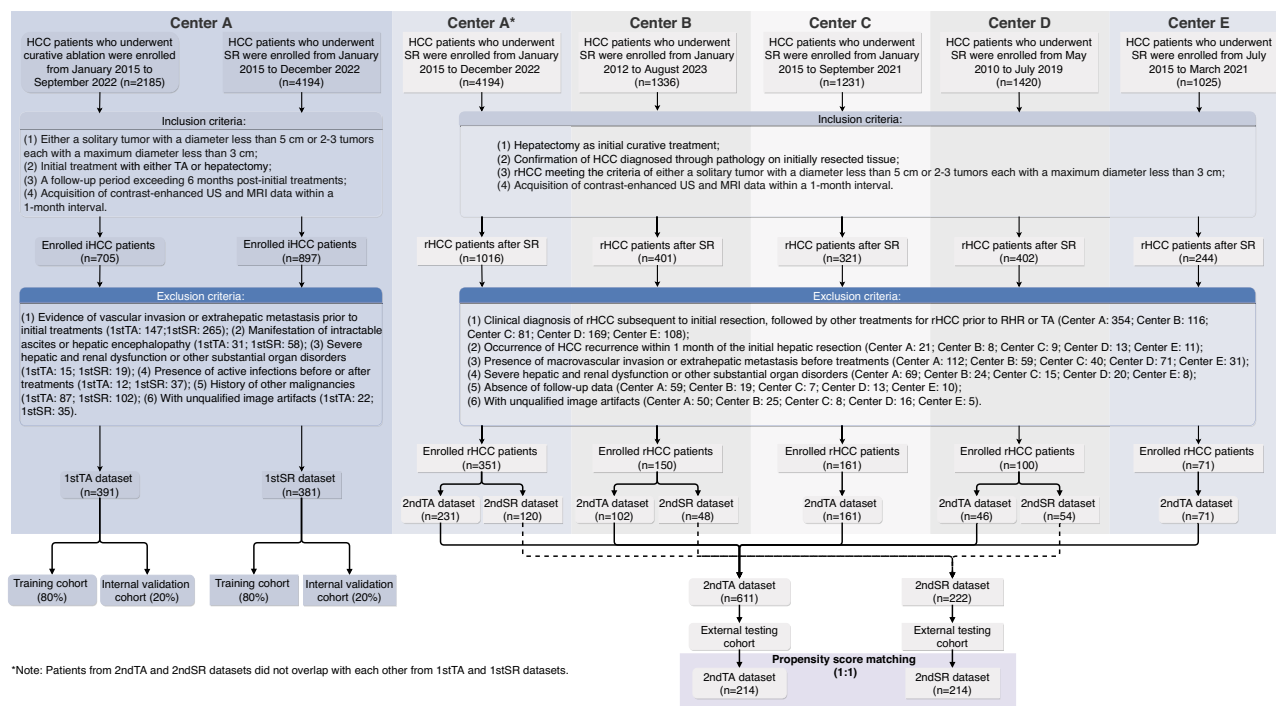 Center A
HCC patients who underwent
curative ablation were enrolled
from January 2015 to
September 2022 (n=2185)
HCC patients who underwent
SR were enrolled from January
2015 to December 2022
(n=4194)
Inclusion criteria:
(1) Either a solitary tumor with a diameter less than 5 cm or 2-3 tumors
each with a maximum diameter less than 3 cm;
(2) Initial treatment with either TA or hepatectomy;
(3) A follow-up period exceeding 6 months post-initial treatments;
(4) Acquisition of contrast-enhanced US and MRI data within a
1-month interval.
Enrolled iHCC patients
(n=705)
Enrolled iHCC patients
(n=897)
Exclusion criteria:
(1) Evidence of vascular invasion or extrahepatic metastasis prior to
initial treatments (1stTA: 147;1stSR: 265); (2) Manifestation of intractable
ascites or hepatic encephalopathy (1stTA: 31; 1stSR: 58); (3) Severe
hepatic and renal dysfunction or other substantial organ disorders
(1stTA: 15; 1stSR: 19); (4) Presence of active infections before or after
treatments (1stTA: 12; 1stSR: 37); (5) History of other malignancies
(1stTA: 87; 1stSR: 102); (6) With unqualified image artifacts (1stTA: 22;
1stSR: 35).
1stTA dataset
(n=391)
1stSR dataset
(n=381)
Training cohort
(80%)
Internal validation
cohort (20%)
Training cohort
(80%)
Internal validation
cohort (20%)
Center A*
HCC patients who underwent
SR were enrolled from January
2015 to December 2022
(n=4194)
Center B
HCC patients who underwent
SR were enrolled from January
2012 to August 2023
(n=1336)
Center C
HCC patients who underwent
SR were enrolled from January
2015 to September 2021
(n=1231)
Center D
HCC patients who underwent
SR were enrolled from May
2010 to July 2019
(n=1420)
Center E
HCC patients who underwent
SR were enrolled from July
2015 to March 2021
(n=1025)
Inclusion criteria:
(1) Hepatectomy as initial curative treatment;
(2) Confirmation of HCC diagnosed through pathology on initially resected tissue;
(3) rHCC meeting the criteria of either a solitary tumor with a diameter less than 5 cm or 2-3 tumors each with a maximum diameter less than 3 cm;
(4) Acquisition of contrast-enhanced US and MRI data within a 1-month interval.
rHCC patients after SR
(n=1016)
rHCC patients after SR
(n=401)
rHCC patients after SR
(n=321)
rHCC patients after SR
(n=402)
rHCC patients after SR
(n=244)
Exclusion criteria:
(1) Clinical diagnosis of rHCC subsequent to initial resection, followed by other treatments for rHCC prior to RHR or TA (Center A: 354; Center B: 116;
Center C: 81; Center D: 169; Center E: 108);
(2) Occurrence of HCC recurrence within 1 month of the initial hepatic resection (Center A: 21; Center B: 8; Center C: 9; Center D: 13; Center E: 11);
(3) Presence of macrovascular invasion or extrahepatic metastasis before treatments (Center A: 112; Center B: 59; Center C: 40; Center D: 71; Center E: 31);
(4) Severe hepatic and renal dysfunction or other substantial organ disorders (Center A: 69; Center B: 24; Center C: 15; Center D: 20; Center E: 8);
(5) Absence of follow-up data (Center A: 59; Center B: 19; Center C: 7; Center D: 13; Center E: 10);
(6) With unqualified image artifacts (Center A: 50; Center B: 25; Center C: 8; Center D: 16; Center E: 5).
Enrolled rHCC patients
(n=351)
Enrolled rHCC patients
(n=150)
Enrolled rHCC patients
(n=161)
Enrolled rHCC patients
(n=100)
Enrolled rHCC patients
(n=71)
2ndTA dataset
(n=231)
2ndSR dataset
(n=120)
2ndTA dataset
(n=102)
2ndSR dataset
(n=48)
2ndTA dataset
(n=161)
2ndTA dataset
(n=46)
2ndSR dataset
(n=54)
2ndTA dataset
(n=71)
2ndTA dataset
(n=611)
2ndSR dataset
(n=222)
External testing
cohort
External testing
cohort
Propensity score matching
(1:1)
2ndTA dataset
(n=214)
2ndSR dataset
(n=214)
*Note: Patients from 2ndTA and 2ndSR datasets did not overlap with each other from 1stTA and 1stSR datasets.